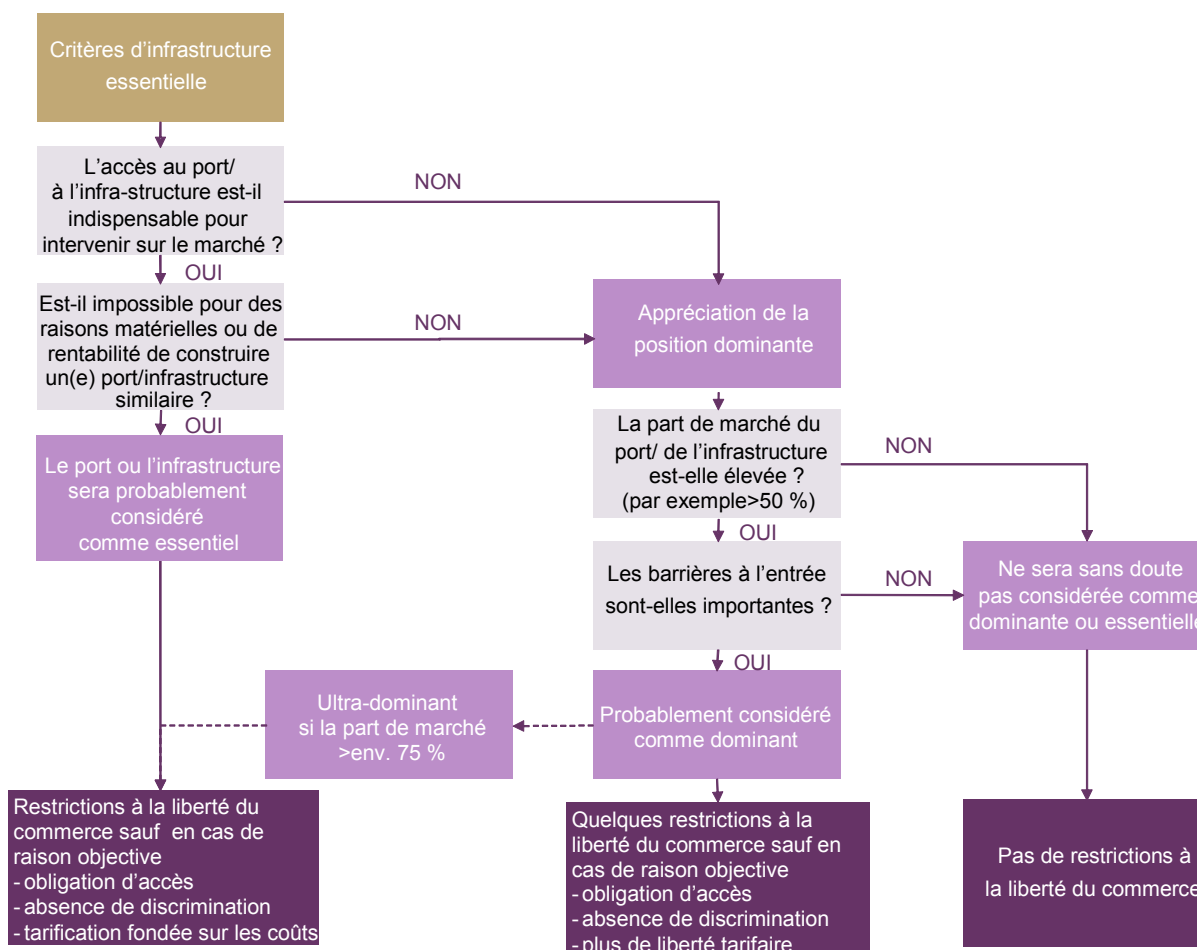 Critères d’infrastructure
essentielle
L’accès au port/
à l’infra-structure est-il
indispensable pour
intervenir sur le marché ?
NON
OUI
Est-il impossible pour des
raisons matérielles ou de
rentabilité de construire
un(e) port/infrastructure
similaire ?
NON
Appréciation de la
position dominante
OUI
Le port ou l’infrastructure
sera probablement
considéré
comme essentiel
La part de marché du
port/ de l’infrastructure
est-elle élevée ?
(par exemple>50 %)
NON
OUI
Les barrières à l’entrée
sont-elles importantes ?
NON
Ne sera sans doute
pas considérée comme
dominante ou essentielle
OUI
Ultra-dominant
si la part de marché
>env. 75 %
Probablement considéré
comme dominant
Restrictions à la liberté du
commerce sauf en cas de
raison objective
- obligation d’accès
- absence de discrimination
- tarification fondée sur les coûts
Quelques restrictions à la
liberté du commerce sauf en
cas de raison objective
- obligation d’accès
- absence de discrimination
- plus de liberté tarifaire
Pas de restrictions à
la liberté du commerce